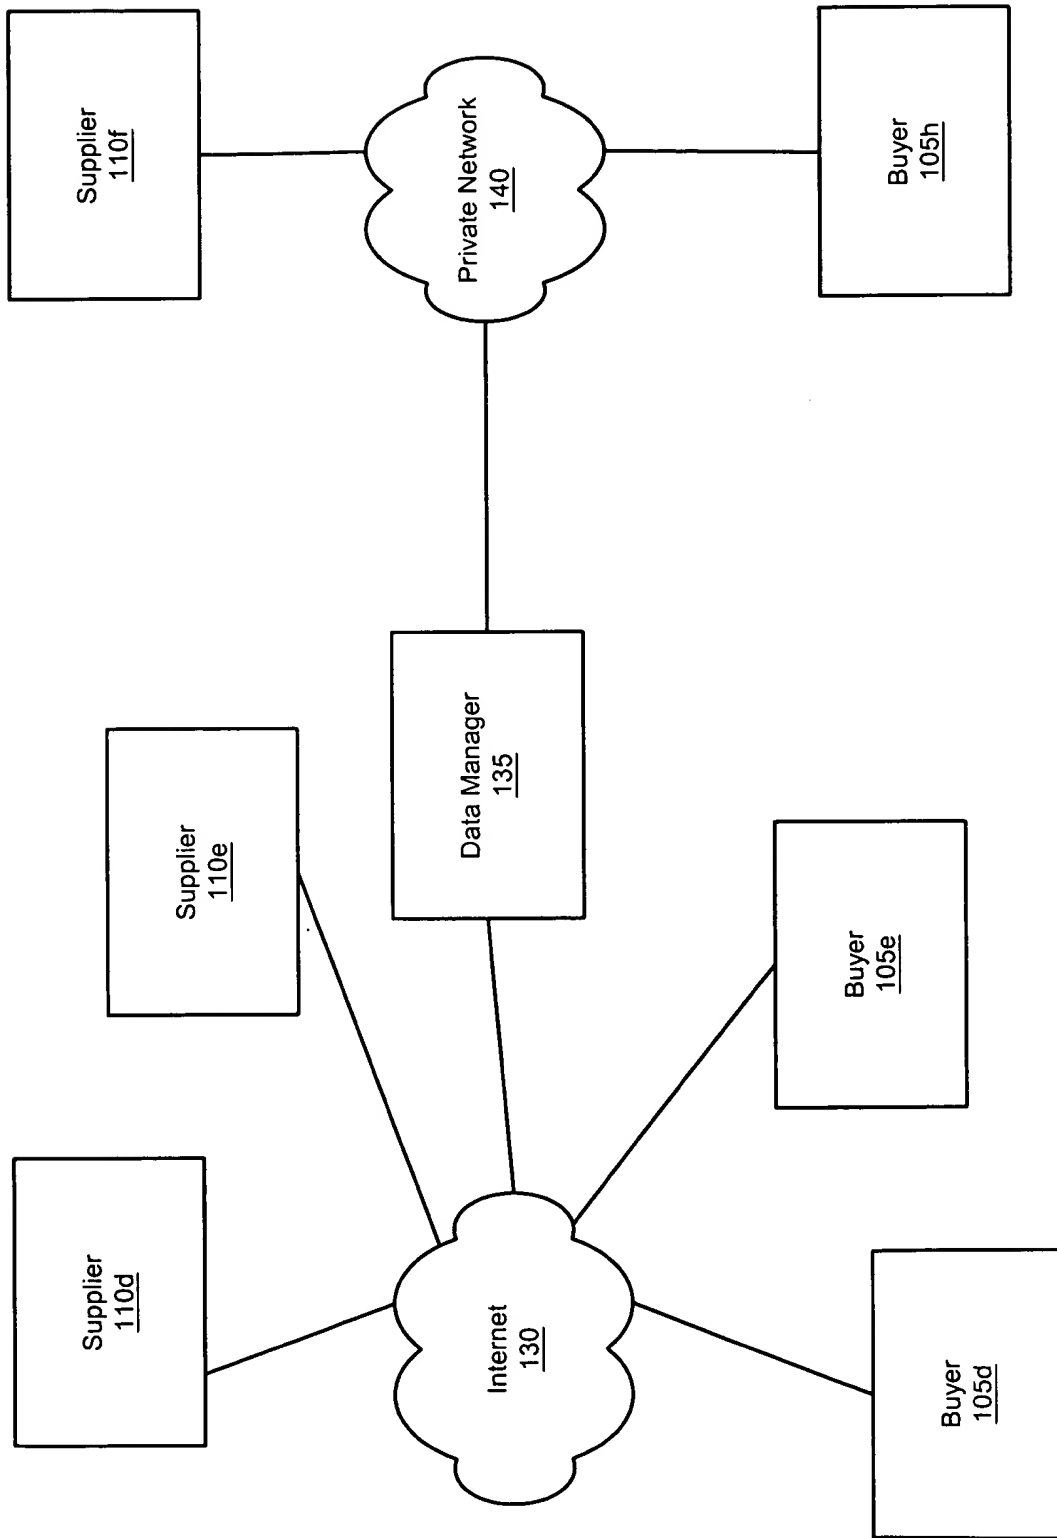 Supplier
110d
Supplier
110e
Supplier
110f
Internet
130
Data Manager
135
Private Network
140
Buyer
105d
Buyer
105e
Buyer
105h